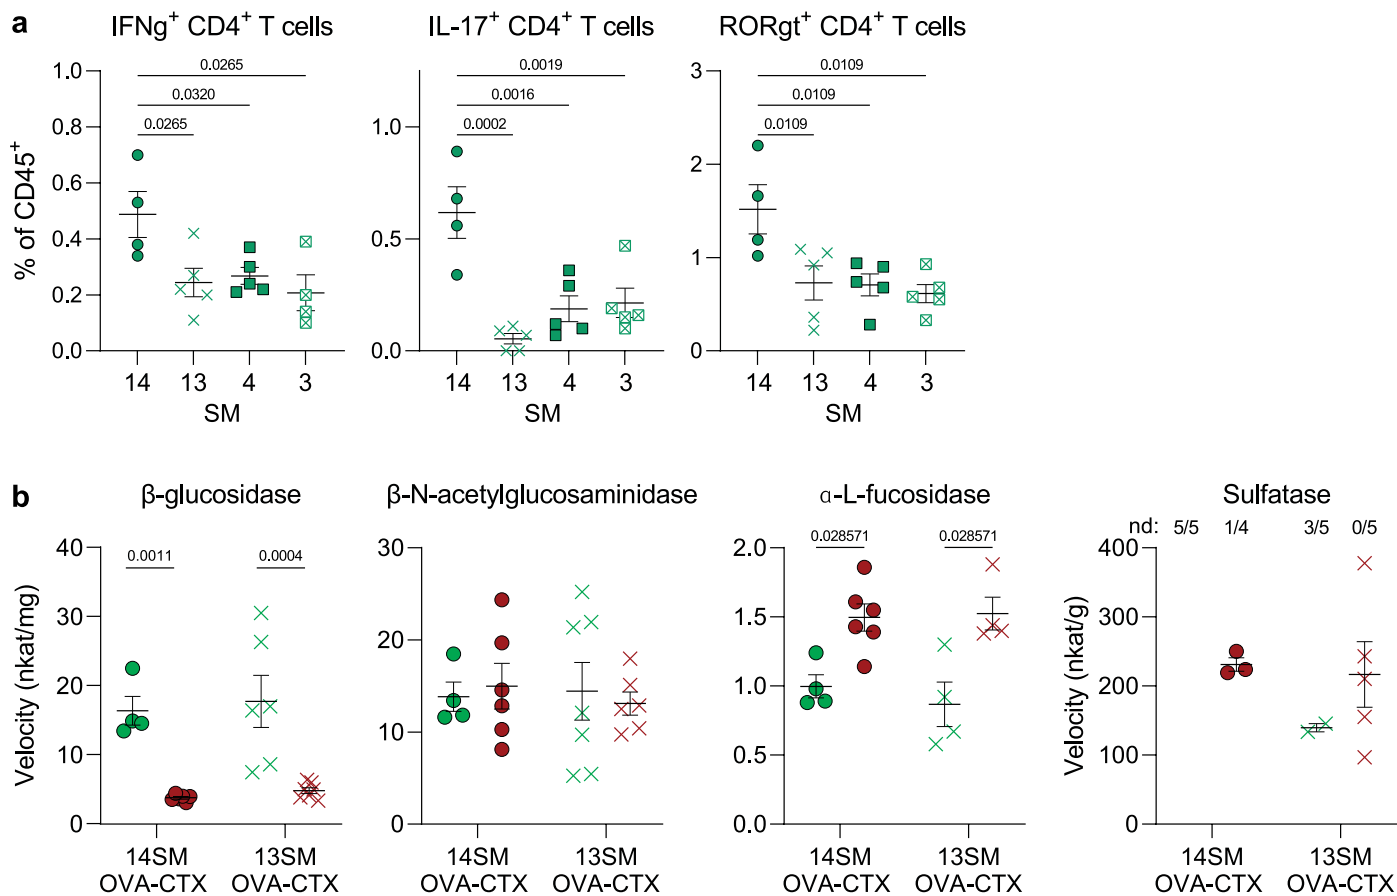 a
IFNg+ CD4+ T cells
IL-17+ CD4+ T cells
RORgt+ CD4+ T cells
% of CD45+
1.0
0.8
0.6
0.4
0.2
0.0
0.0265
0.0320
0.0265
14 13 4 3
SM
1.0
0.5
0.0
0.0019
0.0016
0.0002
14 13 4 3
SM
3
2
1
0
0.0109
0.0109
0.0109
14 13 4 3
SM
b
β-glucosidase
β-N-acetylglucosaminidase
α-L-fucosidase
Sulfatase
Velocity (nkat/mg)
40
30
20
10
0
0.0011
0.0004
14SM 13SM
OVA-CTX OVA-CTX
30
20
10
0
14SM 13SM
OVA-CTX OVA-CTX
2.0
1.5
1.0
0.5
0.0
0.028571
0.028571
14SM 13SM
OVA-CTX OVA-CTX
nd: 5/5 1/4 3/5 0/5
Velocity (nkat/g)
400
300
200
100
0
14SM 13SM
OVA-CTX OVA-CTX